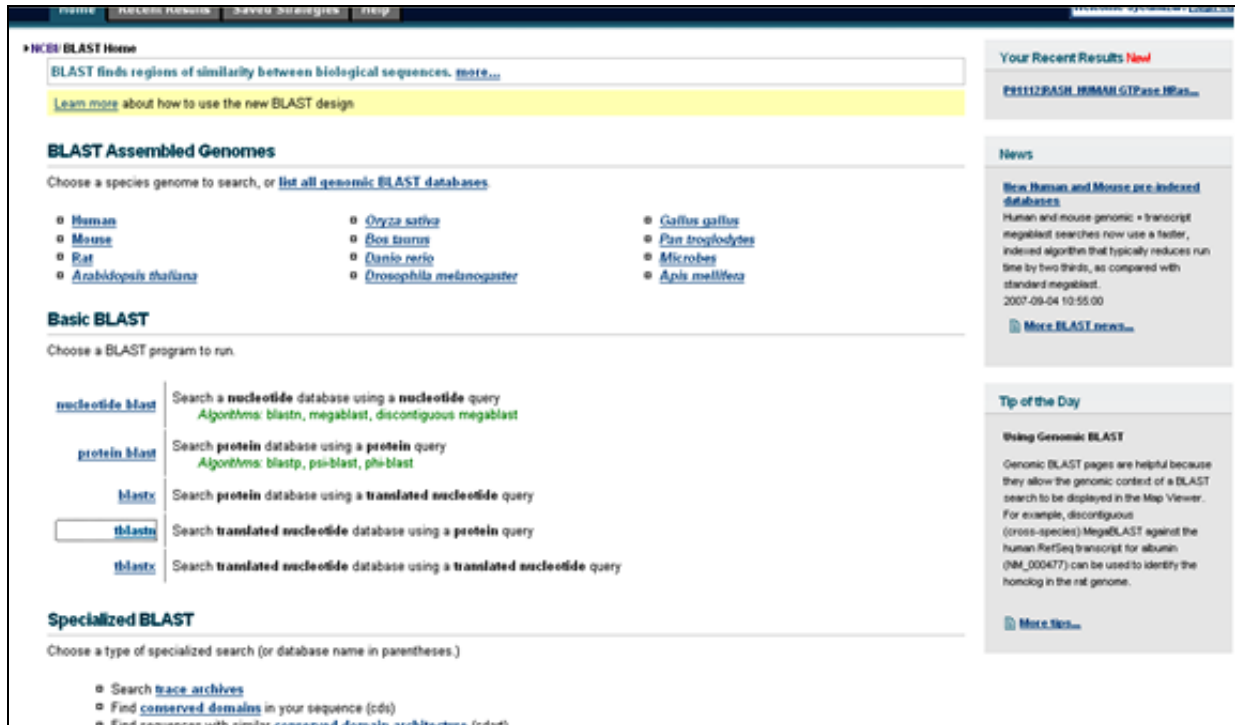 Home Recent Results Saved Strategies Help
NCBI/ BLAST Home
BLAST finds regions of similarity between biological sequences. more...
Learn more about how to use the new BLAST design
BLAST Assembled Genomes
Choose a species genome to search, or list all genomic BLAST databases.
Human
Mouse
Rat
Arabidopsis thaliana
Oryza sativa
Bos taurus
Danio rerio
Drosophila melanogaster
Gallus gallus
Pan troglodytes
Microbes
Apis mellifera
Basic BLAST
Choose a BLAST program to run.
nucleotide blast Search a nucleotide database using a nucleotide query
Algorithms: blastn, megablast, discontiguous megablast
protein blast Search protein database using a protein query
Algorithms: blastp, psi-blast, phi-blast
blastx Search protein database using a translated nucleotide query
tblastn Search translated nucleotide database using a protein query
tblastx Search translated nucleotide database using a translated nucleotide query
Specialized BLAST
Choose a type of specialized search (or database name in parentheses.)
Search trace archives
Find conserved domains in your sequence (cds)
Find sequences with similar conserved domain architecture (cdart)
Your Recent Results New!
P01112|RASH_HUMAN GTPase HRas...
News
New Human and Mouse pre-indexed
databases
Human and mouse genomic + transcript
megablast searches now use a faster,
indexed algorithm that typically reduces run
time by two thirds, as compared with
standard megablast.
2007-09-04 10:55:00
More BLAST news...
Tip of the Day
Using Genomic BLAST
Genomic BLAST pages are helpful because
they allow the genomic context of a BLAST
search to be displayed in the Map Viewer.
For example, discontiguous
(cross-species) MegaBLAST against the
human RefSeq transcript for albumin
(NM_000477) can be used to identify the
homolog in the rat genome.
More tips...